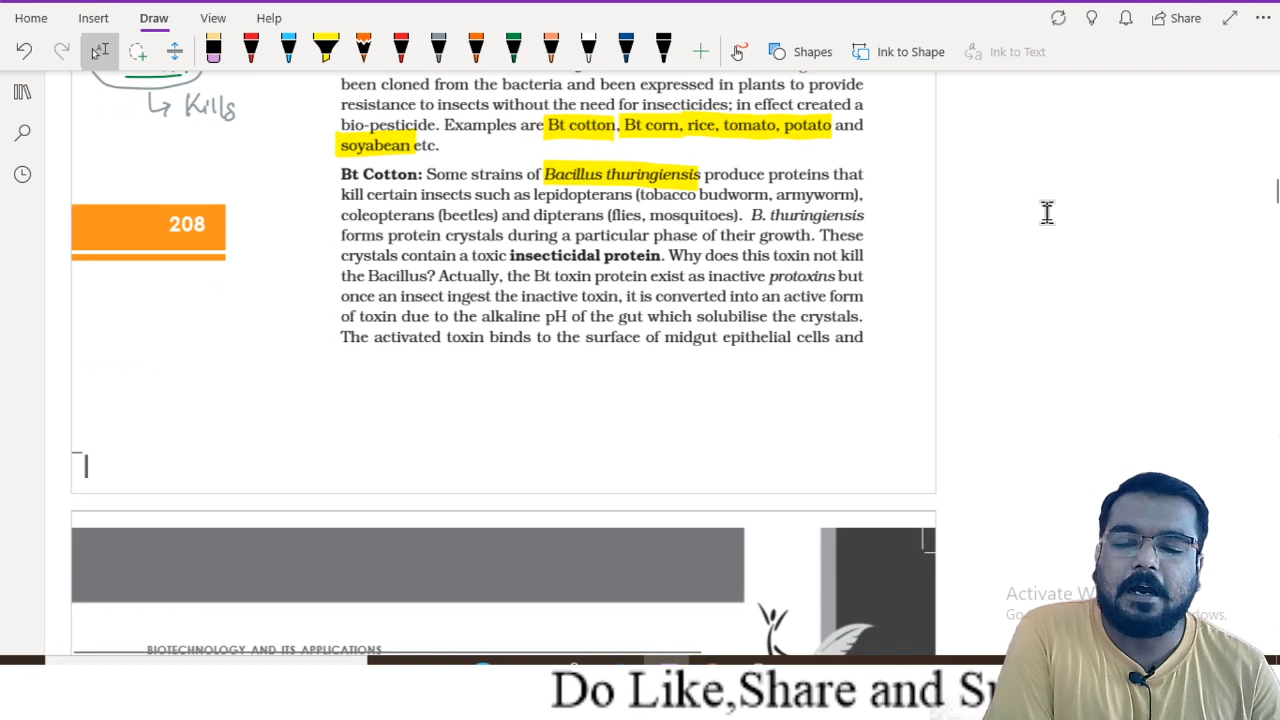 Home Insert Draw View Help
Share
Shapes Ink to Shape Ink to Text
Kills
been cloned from the bacteria and been expressed in plants to provide
resistance to insects without the need for insecticides; in effect created a
bio-pesticide. Examples are Bt cotton, Bt corn, rice, tomato, potato and
soyabean etc.
Bt Cotton: Some strains of Bacillus thuringiensis produce proteins that
kill certain insects such as lepidopterans (tobacco budworm, armyworm),
coleopterans (beetles) and dipterans (flies, mosquitoes). B. thuringiensis
forms protein crystals during a particular phase of their growth. These
crystals contain a toxic insecticidal protein. Why does this toxin not kill
the Bacillus? Actually, the Bt toxin protein exist as inactive protoxins but
once an insect ingest the inactive toxin, it is converted into an active form
of toxin due to the alkaline pH of the gut which solubilise the crystals.
The activated toxin binds to the surface of midgut epithelial cells and
208
Activate W
Go
dows.
BIOTECHNOLOGY AND ITS APPLICATIONS
Do Like,Share and S